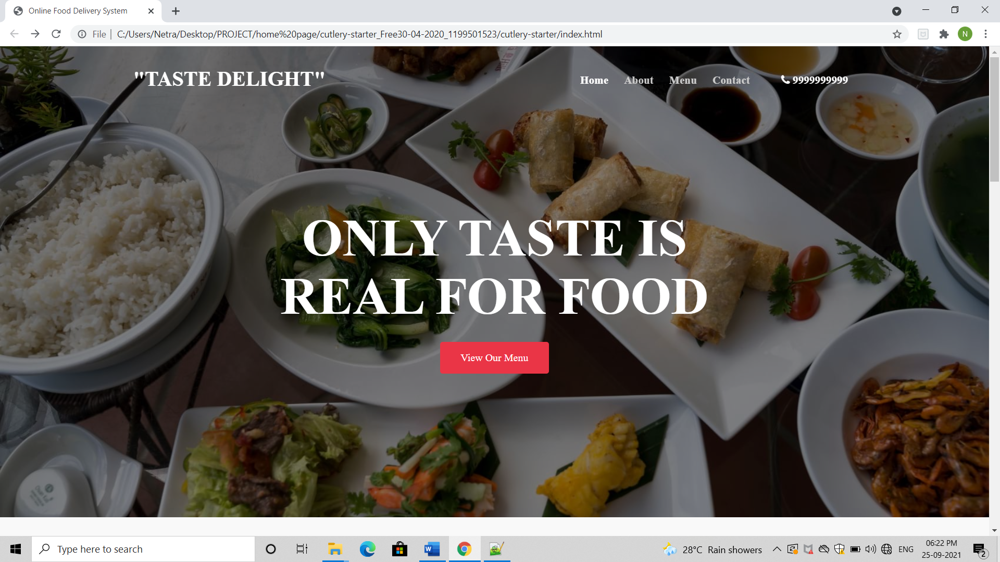 Online Food Delivery System
File
C:/Users/Netra/Desktop/PROJECT/home%20page/cutlery-starter_Free30-04-2020_1199501523/cutlery-starter/index.html
N
"TASTE DELIGHT"
Home About Menu Contact 9999999999
ONLY TASTE IS
REAL FOR FOOD
View Our Menu
Type here to search
28°C Rain showers
ENG
06:22 PM
25-09-2021
2